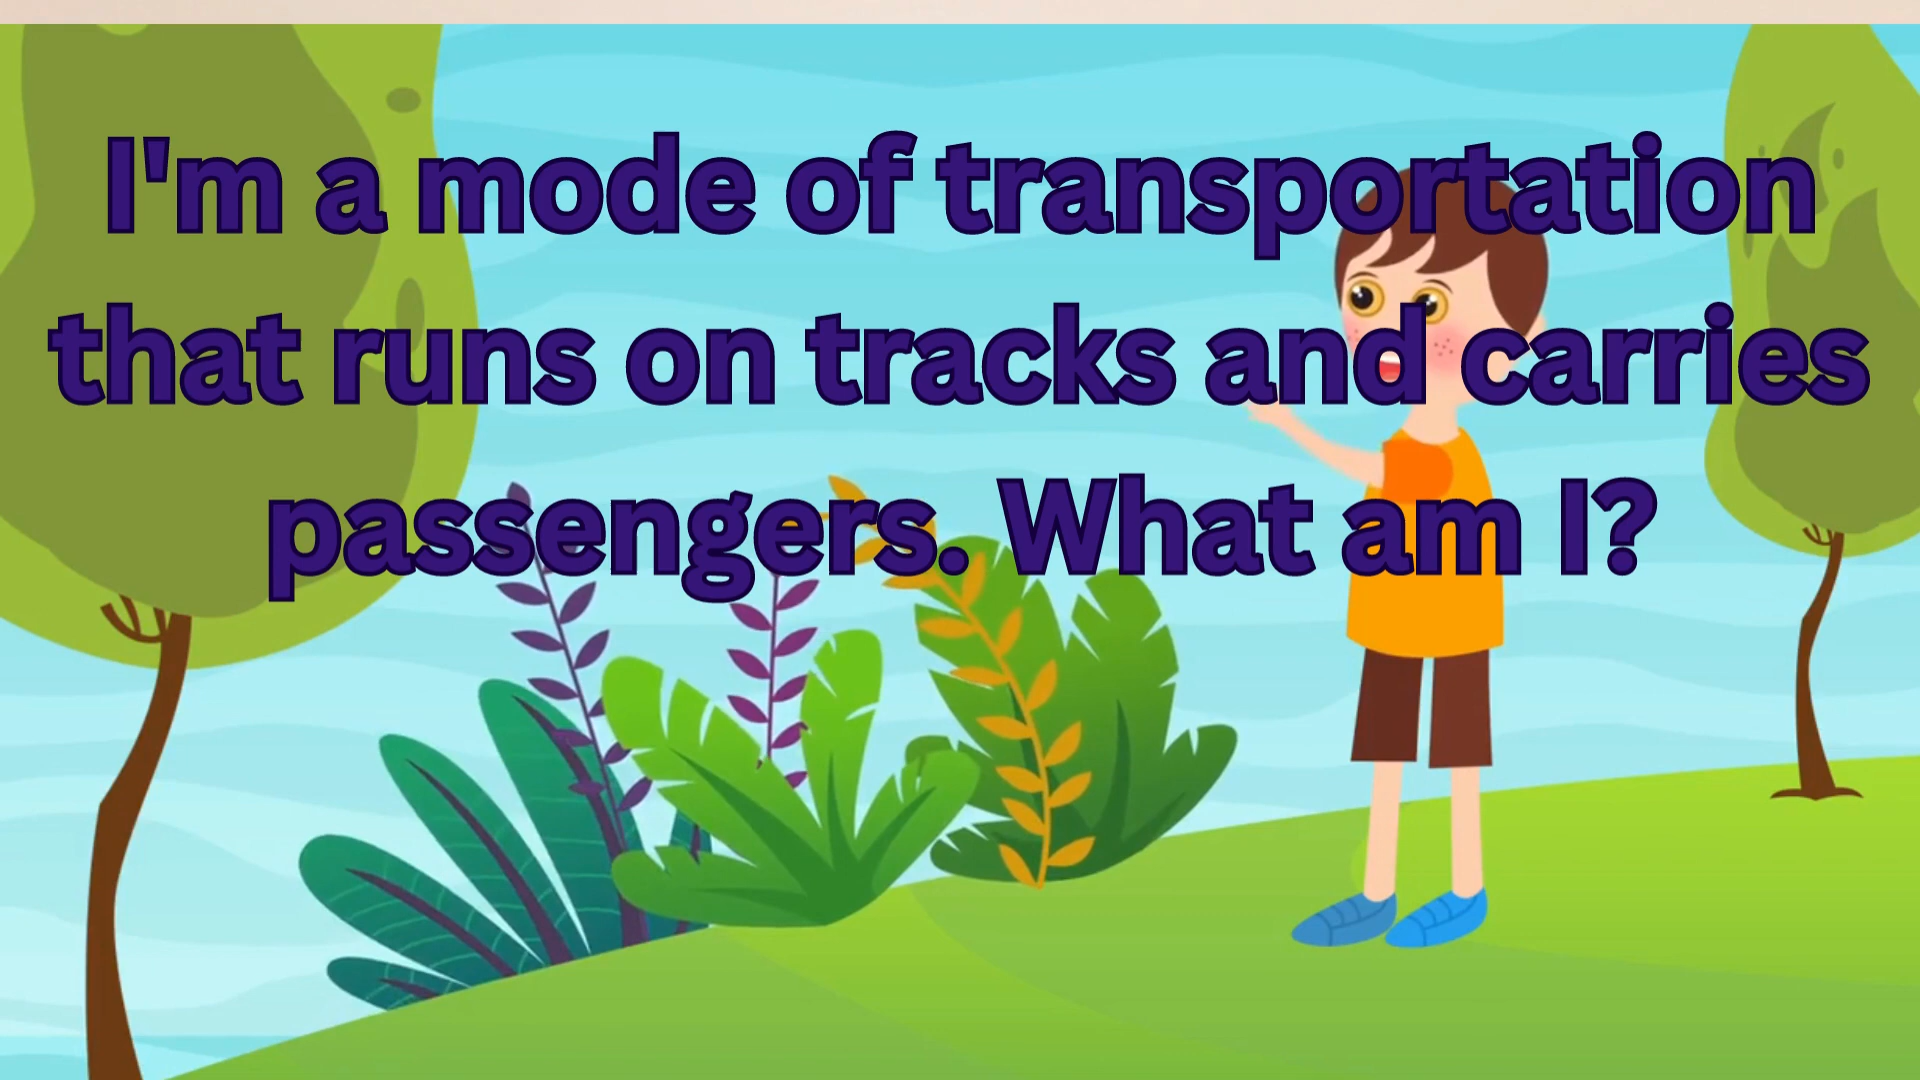 I'm a mode of transportation
that runs on tracks and carries
passengers. What am I?